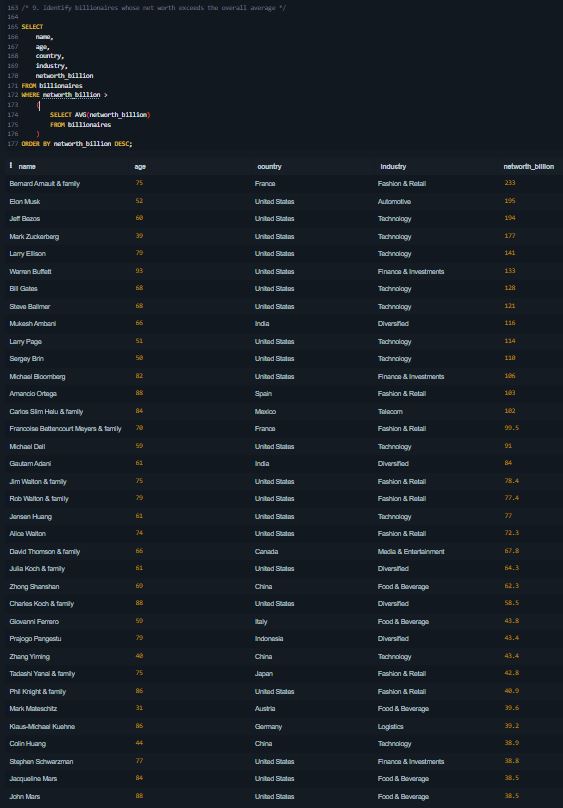 163 /* 9. Identify billionaires whose net worth exceeds the overall average */
164
165 SELECT
166 name,
167 age,
168 country,
169 industry,
170 networth_billion
171 FROM billionaires
172 WHERE networth_billion >
173 (
174 SELECT AVG(networth_billion)
175 FROM billionaires
176 )
177 ORDER BY networth_billion DESC;
name age country industry networth_billion
Bernard Arnault & family 75 France Fashion & Retail 233
Elon Musk 52 United States Automotive 195
Jeff Bezos 60 United States Technology 194
Mark Zuckerberg 39 United States Technology 177
Larry Ellison 79 United States Technology 141
Warren Buffett 93 United States Finance & Investments 133
Bill Gates 68 United States Technology 128
Steve Ballmer 68 United States Technology 121
Mukesh Ambani 66 India Diversified 116
Larry Page 51 United States Technology 114
Sergey Brin 50 United States Technology 110
Michael Bloomberg 82 United States Finance & Investments 106
Amancio Ortega 88 Spain Fashion & Retail 103
Carlos Slim Helu & family 84 Mexico Telecom 102
Francoise Bettencourt Meyers & family 70 France Fashion & Retail 99.5
Michael Dell 59 United States Technology 91
Gautam Adani 61 India Diversified 84
Jim Walton & family 75 United States Fashion & Retail 78.4
Rob Walton & family 79 United States Fashion & Retail 77.4
Jensen Huang 61 United States Technology 77
Alice Walton 74 United States Fashion & Retail 72.3
David Thomson & family 66 Canada Media & Entertainment 67.8
Julia Koch & family 61 United States Diversified 64.3
Zhong Shanshan 69 China Food & Beverage 62.3
Charles Koch & family 88 United States Diversified 58.5
Giovanni Ferrero 59 Italy Food & Beverage 43.8
Prajogo Pangestu 79 Indonesia Diversified 43.4
Zhang Yiming 40 China Technology 43.4
Tadashi Yanai & family 75 Japan Fashion & Retail 42.8
Phil Knight & family 86 United States Fashion & Retail 40.9
Mark Mateschitz 31 Austria Food & Beverage 39.6
Klaus-Michael Kuehne 86 Germany Logistics 39.2
Colin Huang 44 China Technology 38.9
Stephen Schwarzman 77 United States Finance & Investments 38.8
Jacqueline Mars 84 United States Food & Beverage 38.5
John Mars 88 United States Food & Beverage 38.5